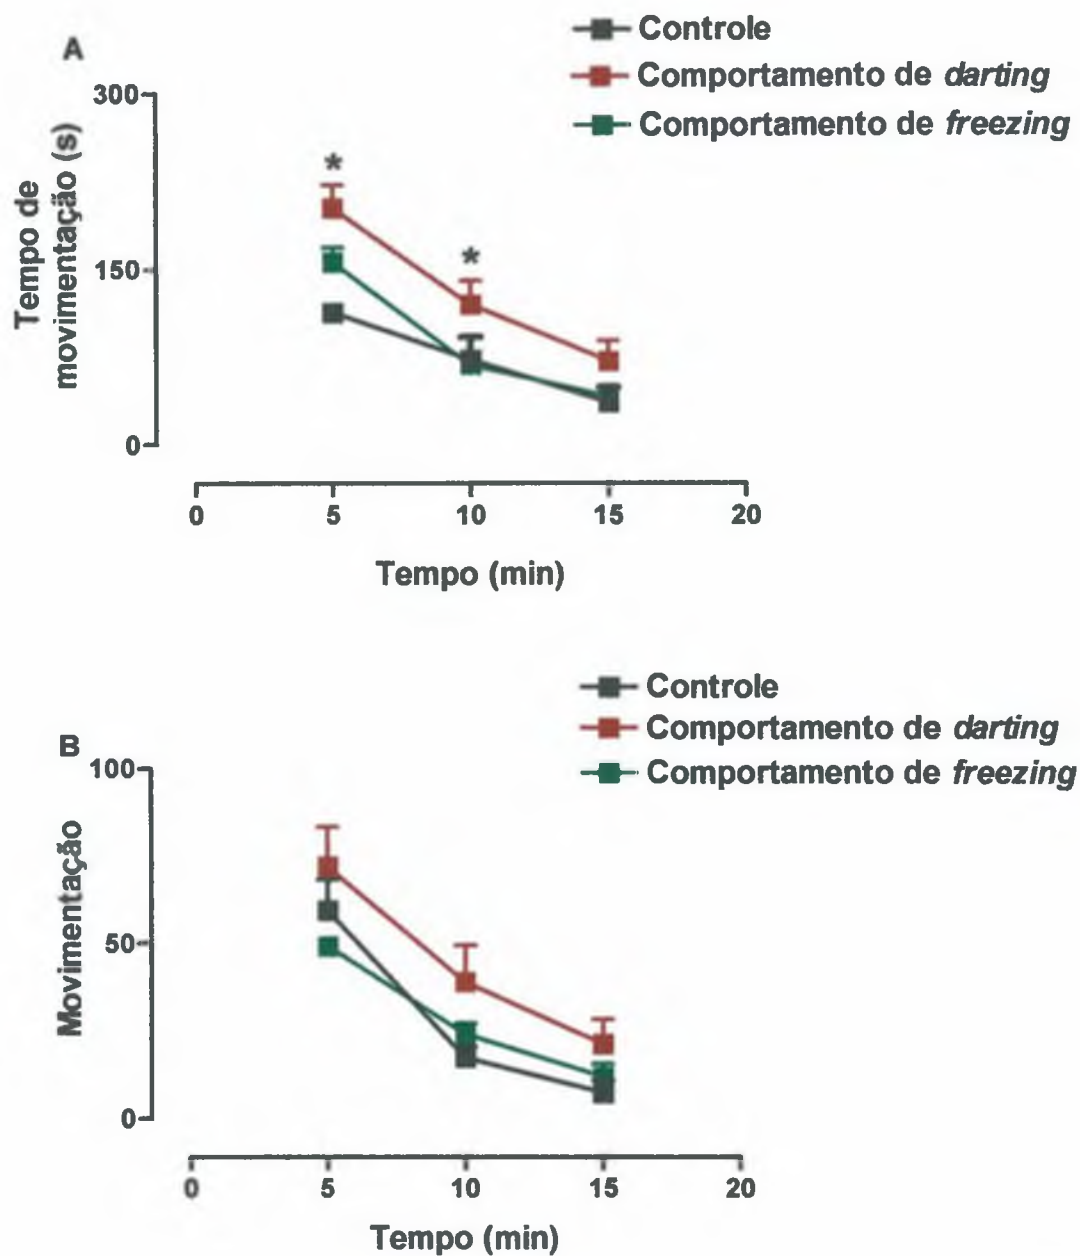 A
Controle
Comportamento de darting
Comportamento de freezing
300
150
0
Tempo de
movimentação (s)
*
*
0 5 10 15 20
Tempo (min)
B
Controle
Comportamento de darting
Comportamento de freezing
100
50
0
Movimentação
0 5 10 15 20
Tempo (min)